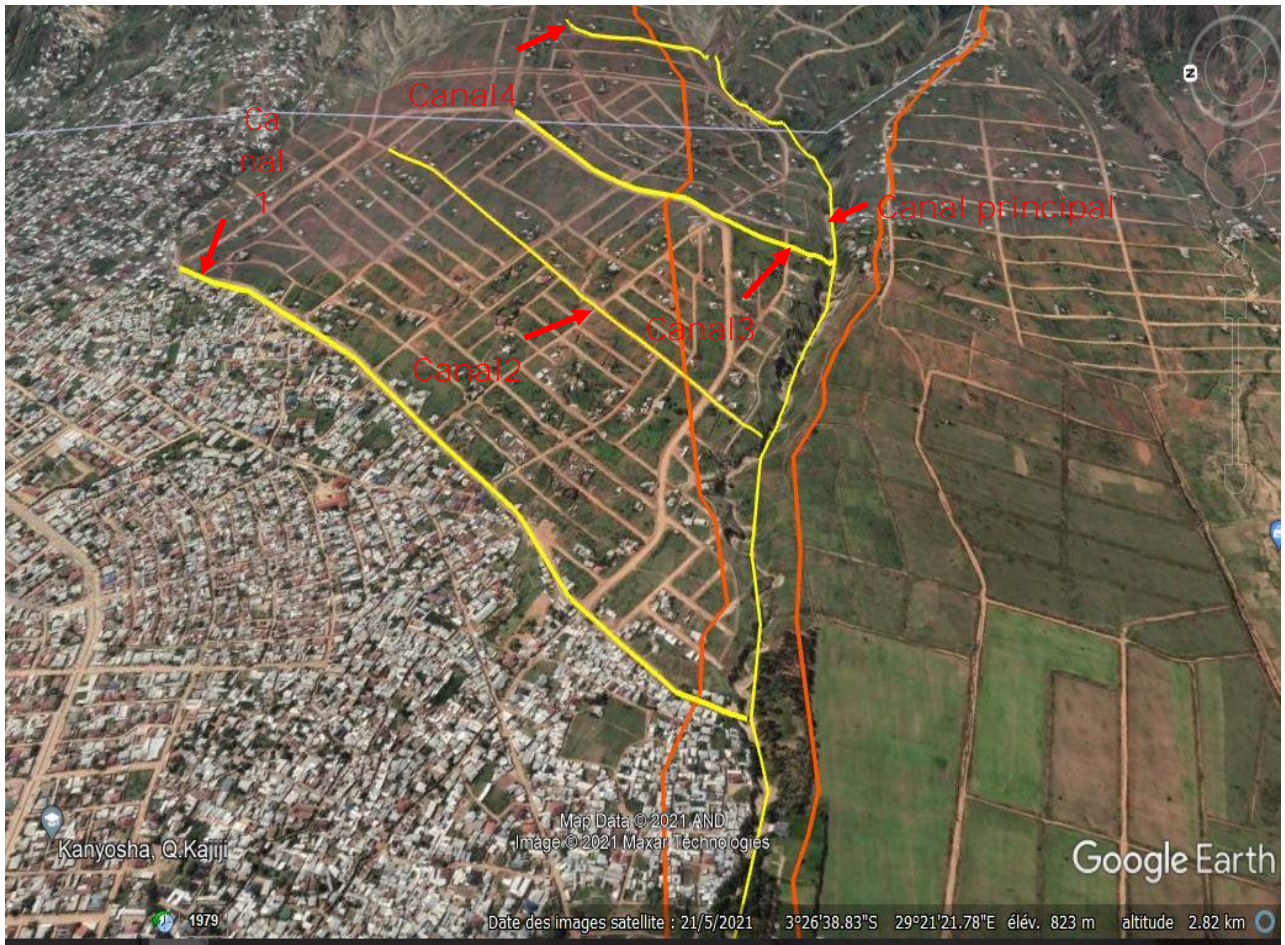 N
Canal4
Ca
nal
1
Canal principal
Canal3
Canal2
Map Data © 2021 AND
Image © 2021 Maxar Technologies
Kanyosha, Q.Kajiji
Google Earth
1979
Date des images satellite : 21/5/2021 3°26'38.83"S 29°21'21.78"E élév. 823 m altitude 2.82 km